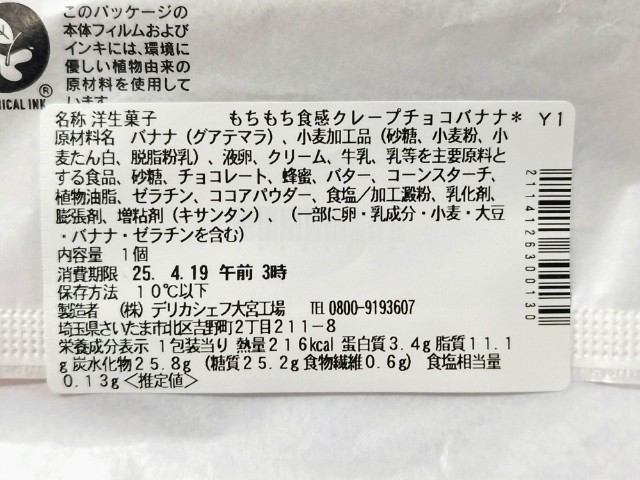 このパッケージの
本体フィルムおよび
インキには、環境に
優しい植物由来の
原材料を使用して
います
ICAL INK ®
名称 洋生菓子 もちもち食感クレープチョコバナナ* Y1
原材料名 バナナ(グアテマラ)、小麦加工品(砂糖、小麦粉、小
麦たん白、脱脂粉乳)、液卵、クリーム、牛乳、乳等を主要原料と
する食品、砂糖、チョコレート、蜂蜜、バター、コーンスターチ、
植物油脂、ゼラチン、ココアパウダー、食塩/加工澱粉、乳化剤、
膨張剤、増粘剤(キサンタン)、(一部に卵・乳成分・小麦・大豆
・バナナ・ゼラチンを含む)
内容量 1個
消費期限 25. 4.19 午前 3時
保存方法 10℃以下
製造者 (株)デリカシェフ大宮工場 TEL 0800-9193607
埼玉県さいたま市北区吉野町2丁目211-8
栄養成分表示 1包装当り 熱量216kcal 蛋白質3.4g 脂質11.1
g 炭水化物25.8g (糖質25.2g 食物繊維0.6g) 食塩相当量
0.13g<推定値>
2114126300130